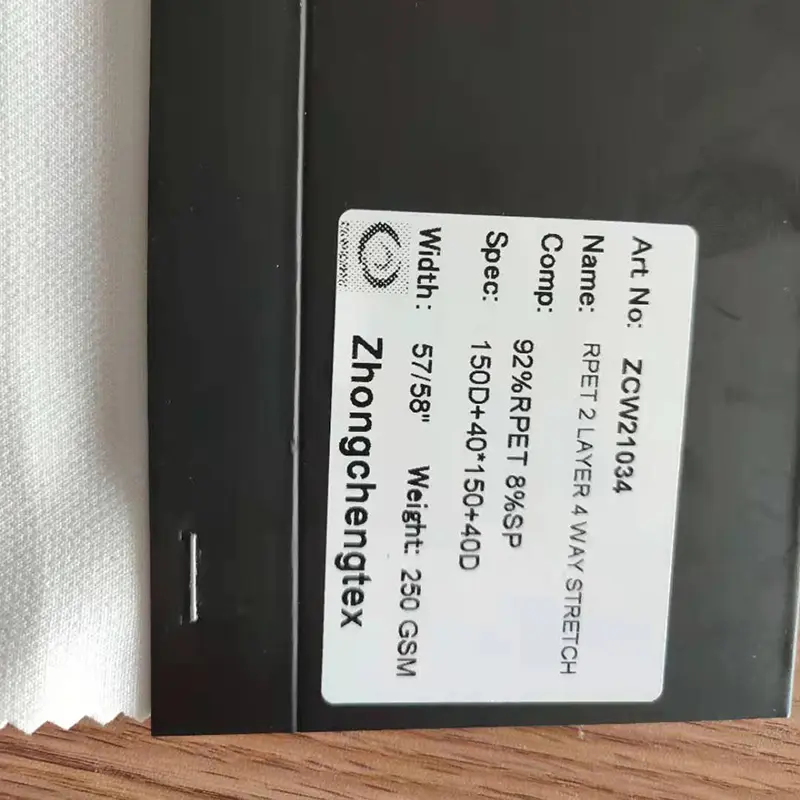 Art No: ZCW21034
Name: RPET 2 LAYER 4 WAY STRETCH
Comp: 92%RPET 8%SP
Spec: 150D+40*150+40D
Width: 57/58" Weight: 250 GSM
Zhongchengtex